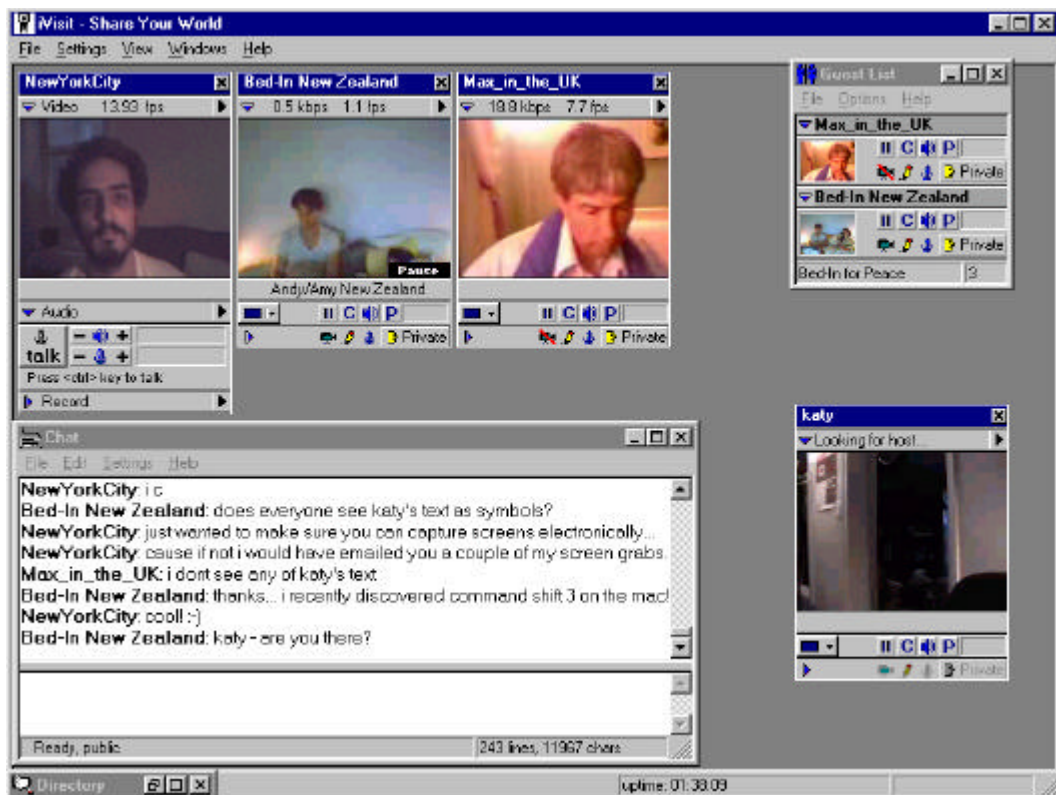 iVisit - Share Your World
File Settings View Windows Help
NewYorkCity
Video 13.93 fps
Audio
talk
Press <ctrl> key to talk
Record
Bed-In New Zealand
0.5 kbps 1.1 fps
Pause
Andy/Amy New Zealand
C P
Private
Max_in_the_UK
19.9 kbps 7.7 fps
C P
Private
Guest List
File Options Help
Max_in_the_UK
C P
Private
Bed-In New Zealand
C P
Private
Bed-In for Peace 3
Chat
File Edit Settings Help
NewYorkCity: i c
Bed-In New Zealand: does everyone see katy's text as symbols?
NewYorkCity: just wanted to make sure you can capture screens electronically...
NewYorkCity: cause if not i would have emailed you a couple of my screen grabs.
Max_in_the_UK: i dont see any of katy's text
Bed-In New Zealand: thanks... i recently discovered command shift 3 on the mac!
NewYorkCity: cool! :-)
Bed-In New Zealand: katy - are you there?
Ready, public 243 lines, 11967 chars
katy
Looking for host...
C P
Private
Directory
uptime: 01:38:09